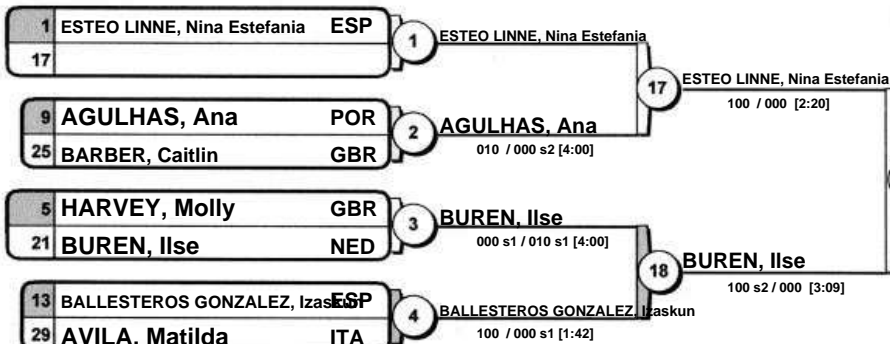 1 ESTEO LINNE, Nina Estefania ESP
17
1 ESTEO LINNE, Nina Estefania
9 AGULHAS, Ana POR
25 BARBER, Caitlin GBR
2 AGULHAS, Ana
010 / 000 s2 [4:00]
17 ESTEO LINNE, Nina Estefania
100 / 000 [2:20]
5 HARVEY, Molly GBR
21 BUREN, Ilse NED
3 BUREN, Ilse
000 s1 / 010 s1 [4:00]
13 BALLESTEROS GONZALEZ, Izaskun ESP
29 AVILA, Matilda ITA
4 BALLESTEROS GONZALEZ, Izaskun
100 / 000 s1 [1:42]
18 BUREN, Ilse
100 s2 / 000 [3:09]